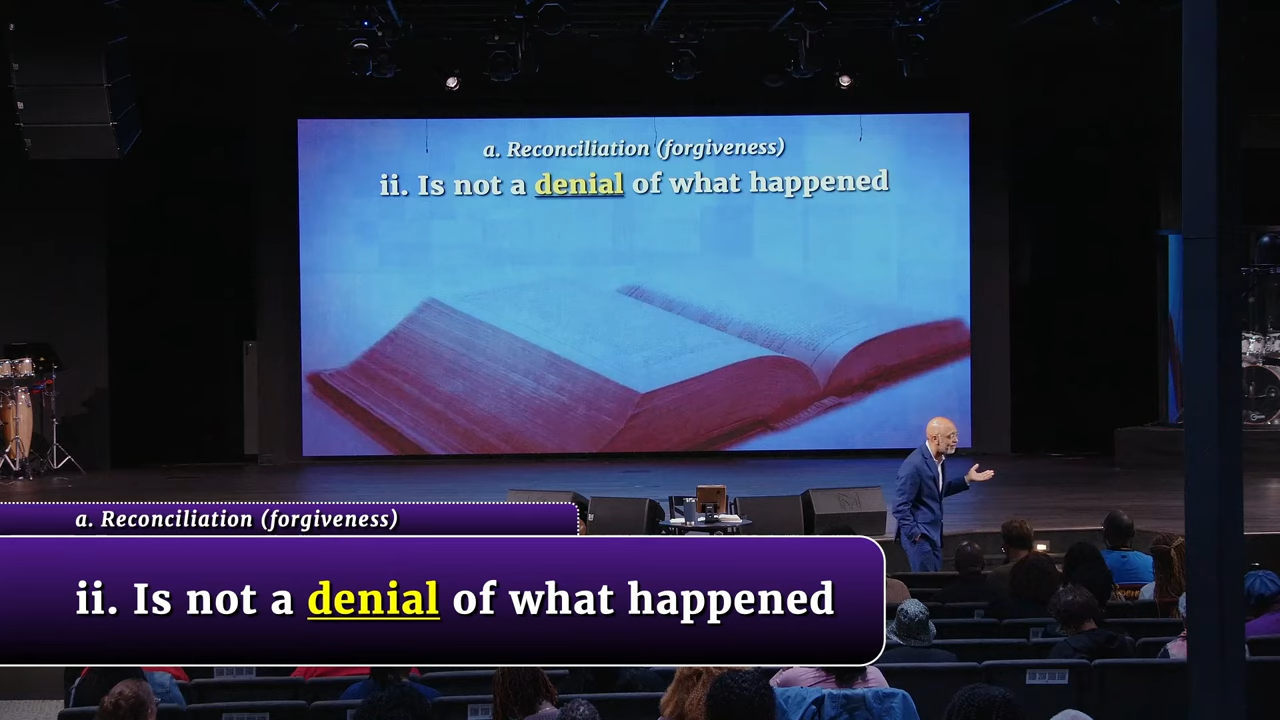 a. Reconciliation (forgiveness)
ii. Is not a denial of what happened
a. Reconciliation (forgiveness)
ii. Is not a denial of what happened